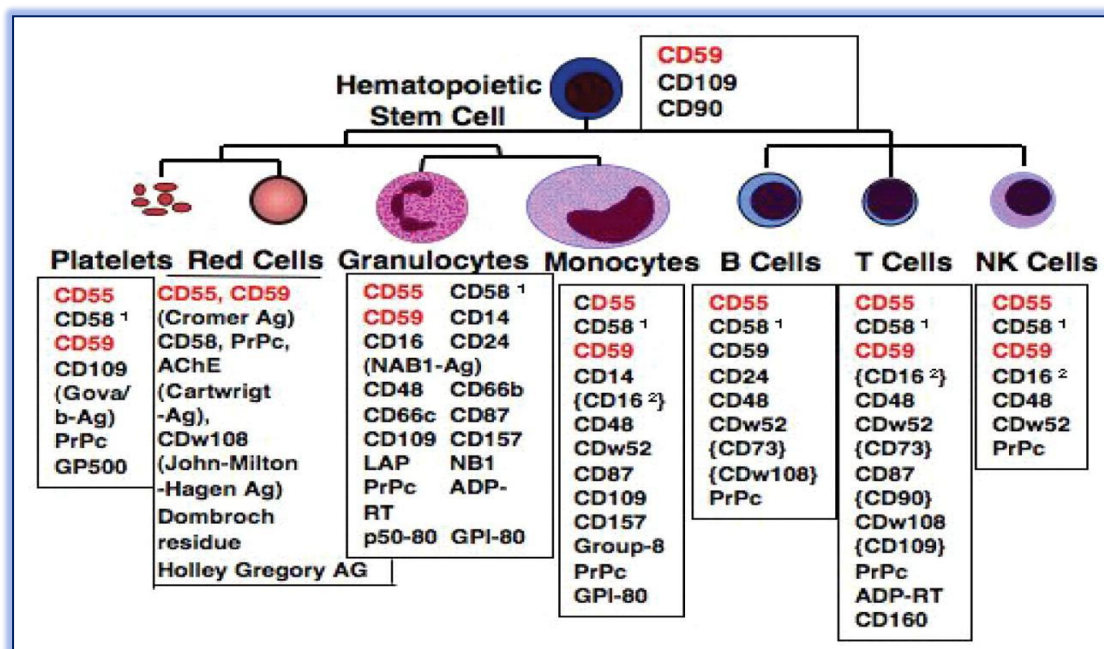 Hematopoietic
Stem Cell
CD59
CD109
CD90
Platelets
CD55
CD58 ¹
CD59
CD109
(Gova/
b-Ag)
PrPc
GP500
Red Cells
CD55, CD59
(Cromer Ag)
CD58, PrPc,
AChE
(Cartwrigt
-Ag),
CDw108
(John-Milton
-Hagen Ag)
Dombroch
residue
Holley Gregory AG
Granulocytes
CD55 CD58 ¹
CD59 CD14
CD16 CD24
(NAB1-Ag)
CD48 CD66b
CD66c CD87
CD109 CD157
LAP NB1
PrPc ADP-
RT
p50-80 GPI-80
Monocytes
CD55
CD58 ¹
CD59
CD14
{CD16 ²}
CD48
CDw52
CD87
CD109
CD157
Group-8
PrPc
GPI-80
B Cells
CD55
CD58 ¹
CD59
CD24
CD48
CDw52
{CD73}
{CDw108}
PrPc
T Cells
CD55
CD58 ¹
CD59
{CD16 ²}
CD48
CDw52
{CD73}
CD87
{CD90}
CDw108
{CD109}
PrPc
ADP-RT
CD160
NK Cells
CD55
CD58 ¹
CD59
CD16 ²
CD48
CDw52
PrPc